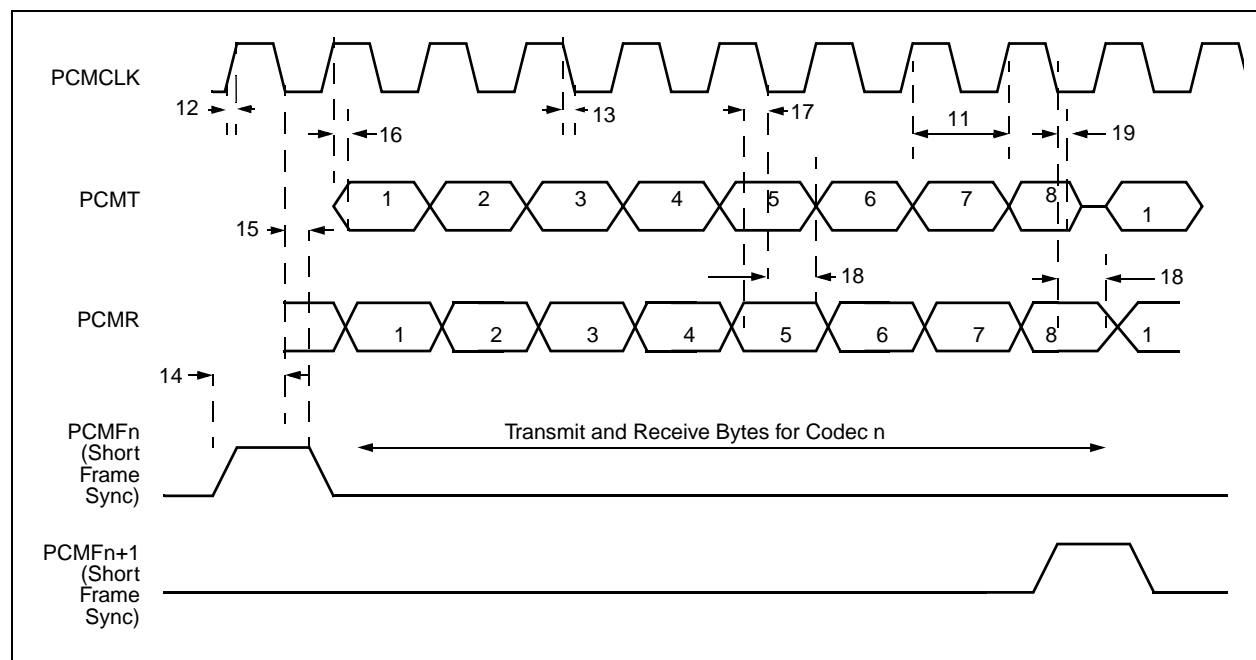 PCMCLK
12
13
17
11
19
16
PCMT
1 2 3 4 5 6 7 8 1
15
18
18
PCMR
1 2 3 4 5 6 7 8 1
14
PCMFn
(Short
Frame
Sync)
Transmit and Receive Bytes for Codec n
PCMFn+1
(Short
Frame
Sync)